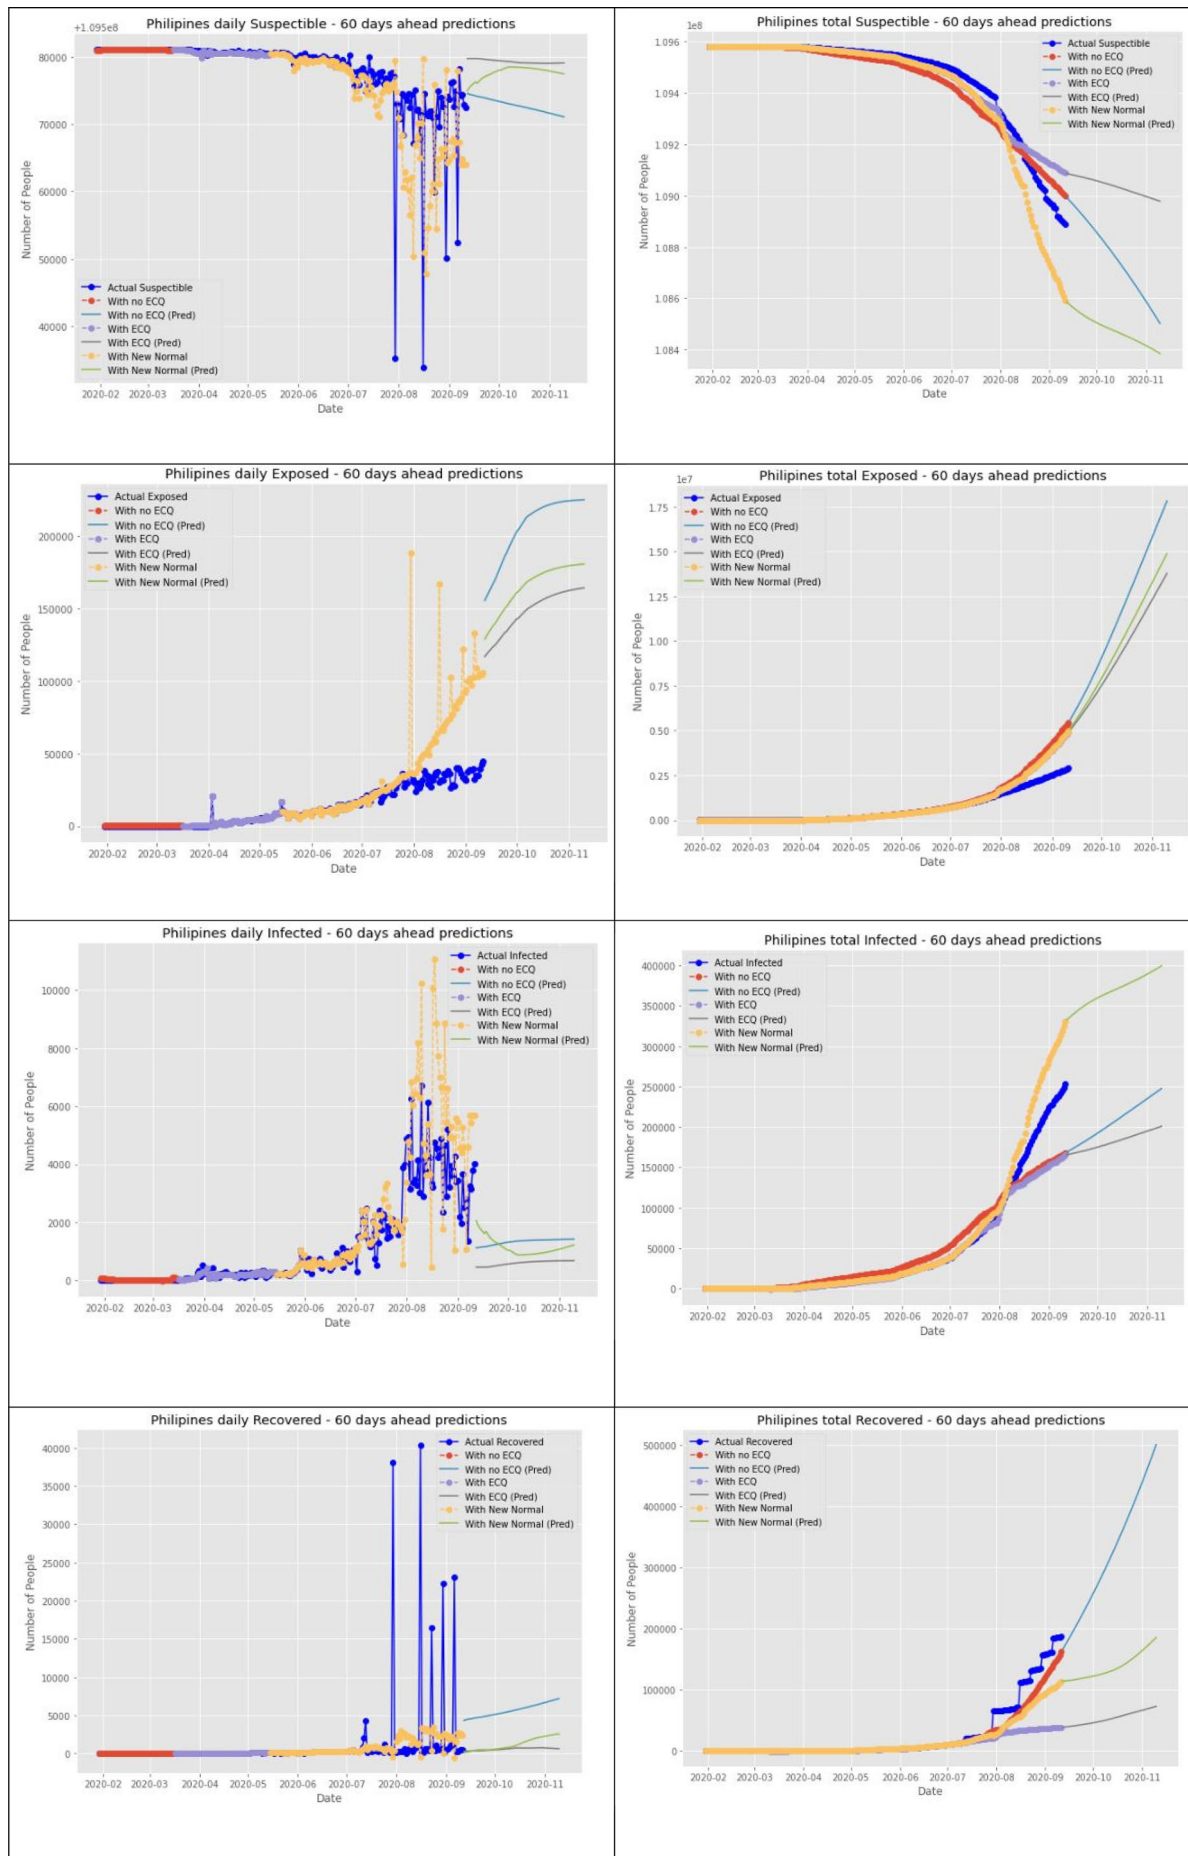 Philipines daily Suspectible - 60 days ahead predictions
+1.095e8
80000
70000
60000
50000
40000
Number of People
Actual Suspectible
With no ECQ
With no ECQ (Pred)
With ECQ
With ECQ (Pred)
With New Normal
With New Normal (Pred)
2020-02 2020-03 2020-04 2020-05 2020-06 2020-07 2020-08 2020-09 2020-10 2020-11
Date
Philipines total Suspectible - 60 days ahead predictions
1e8
1.096
1.094
1.092
1.090
1.088
1.086
1.084
Number of People
Actual Suspectible
With no ECQ
With no ECQ (Pred)
With ECQ
With ECQ (Pred)
With New Normal
With New Normal (Pred)
2020-02 2020-03 2020-04 2020-05 2020-06 2020-07 2020-08 2020-09 2020-10 2020-11
Date
Philipines daily Exposed - 60 days ahead predictions
200000
150000
100000
50000
0
Number of People
Actual Exposed
With no ECQ
With no ECQ (Pred)
With ECQ
With ECQ (Pred)
With New Normal
With New Normal (Pred)
2020-02 2020-03 2020-04 2020-05 2020-06 2020-07 2020-08 2020-09 2020-10 2020-11
Date
Philipines total Exposed - 60 days ahead predictions
1e7
1.75
1.50
1.25
1.00
0.75
0.50
0.25
0.00
Number of People
Actual Exposed
With no ECQ
With no ECQ (Pred)
With ECQ
With ECQ (Pred)
With New Normal
With New Normal (Pred)
2020-02 2020-03 2020-04 2020-05 2020-06 2020-07 2020-08 2020-09 2020-10 2020-11
Date
Philipines daily Infected - 60 days ahead predictions
10000
8000
6000
4000
2000
0
Number of People
Actual Infected
With no ECQ
With no ECQ (Pred)
With ECQ
With ECQ (Pred)
With New Normal
With New Normal (Pred)
2020-02 2020-03 2020-04 2020-05 2020-06 2020-07 2020-08 2020-09 2020-10 2020-11
Date
Philipines total Infected - 60 days ahead predictions
400000
350000
300000
250000
200000
150000
100000
50000
0
Number of People
Actual Infected
With no ECQ
With no ECQ (Pred)
With ECQ
With ECQ (Pred)
With New Normal
With New Normal (Pred)
2020-02 2020-03 2020-04 2020-05 2020-06 2020-07 2020-08 2020-09 2020-10 2020-11
Date
Philipines daily Recovered - 60 days ahead predictions
40000
35000
30000
25000
20000
15000
10000
5000
0
Number of People
Actual Recovered
With no ECQ
With no ECQ (Pred)
With ECQ
With ECQ (Pred)
With New Normal
With New Normal (Pred)
2020-02 2020-03 2020-04 2020-05 2020-06 2020-07 2020-08 2020-09 2020-10 2020-11
Date
Philipines total Recovered - 60 days ahead predictions
500000
400000
300000
200000
100000
0
Number of People
Actual Recovered
With no ECQ
With no ECQ (Pred)
With ECQ
With ECQ (Pred)
With New Normal
With New Normal (Pred)
2020-02 2020-03 2020-04 2020-05 2020-06 2020-07 2020-08 2020-09 2020-10 2020-11
Date